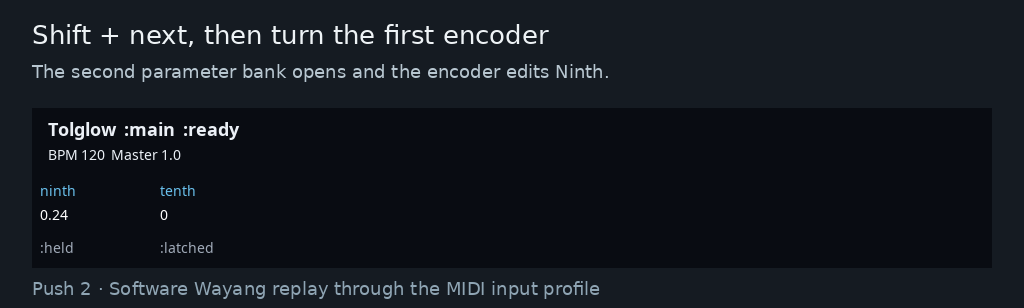 Shift + next, then turn the first encoder
The second parameter bank opens and the encoder edits Ninth.
Tolglow :main :ready
BPM 120 Master 1.0
ninth tenth
0.24 0
:held :latched
Push 2 · Software Wayang replay through the MIDI input profile